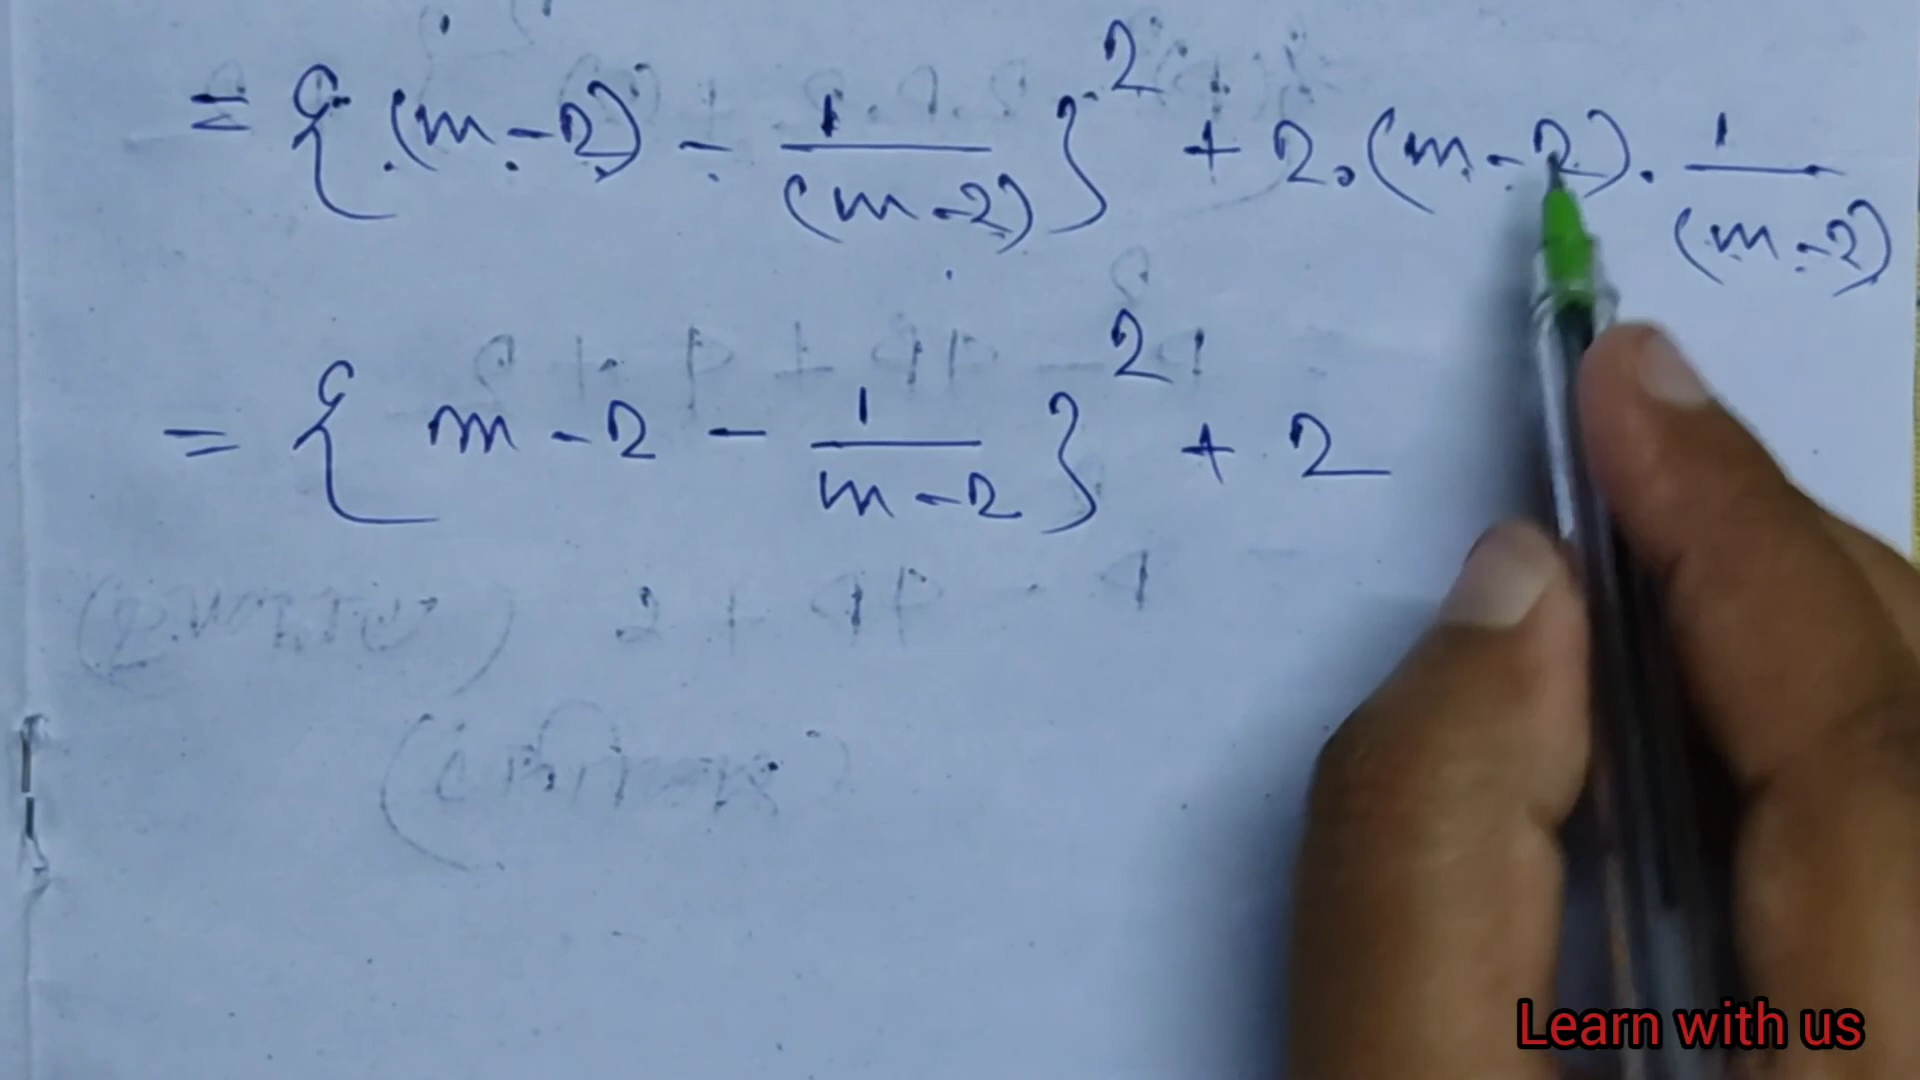 = { (m - 2) - 1/(m - 2) }² + 2.(m - 2). 1/(m - 2)
= { m - 2 - 1/(m - 2) }² + 2
Learn with us